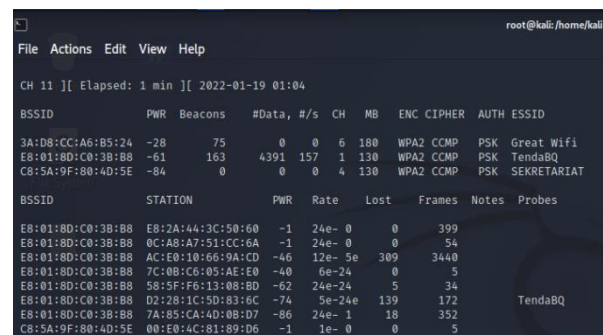 root@kali:/home/kali
File Actions Edit View Help
CH 11 ][ Elapsed: 1 min ][ 2022-01-19 01:04
BSSID PWR Beacons #Data, #/s CH MB ENC CIPHER AUTH ESSID
3A:D8:CC:A6:B5:24 -28 75 0 0 6 180 WPA2 CCMP PSK Great Wifi
E8:01:8D:C0:3B:B8 -61 163 4391 157 1 130 WPA2 CCMP PSK TendaBQ
C8:5A:9F:80:4D:5E -84 0 0 0 4 130 WPA2 CCMP PSK SEKRETARIAT
BSSID STATION PWR Rate Lost Frames Notes Probes
E8:01:8D:C0:3B:B8 E8:2A:44:3C:50:60 -1 24e- 0 0 399
E8:01:8D:C0:3B:B8 0C:A8:A7:51:CC:6A -1 24e- 0 0 54
E8:01:8D:C0:3B:B8 AC:E0:10:66:9A:CD -46 12e- 5e 309 3440
E8:01:8D:C0:3B:B8 7C:0B:C6:05:AE:E0 -40 6e-24 0 5
E8:01:8D:C0:3B:B8 58:5F:F6:13:08:BD -62 24e-24 5 34
E8:01:8D:C0:3B:B8 D2:28:1C:5D:83:6C -74 5e-24e 139 172 TendaBQ
E8:01:8D:C0:3B:B8 7A:85:CA:4D:0B:D7 -86 24e- 1 18 352
C8:5A:9F:80:4D:5E 00:E0:4C:81:89:D6 -1 1e- 0 0 5